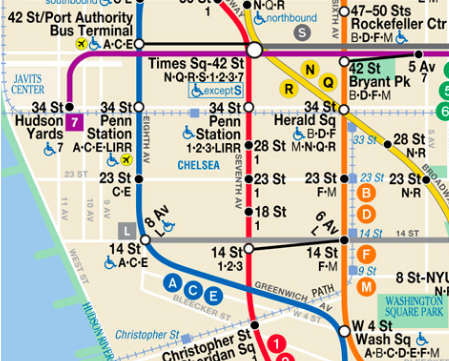 southbound
C·E
N·Q·R
northbound
1
47–50 Sts
Rockefeller Ctr
B·D·F·M
42 St/Port Authority
Bus Terminal
A·C·E
S
SIXTH AV
Times Sq-42 St
N·Q·R·S·1·2·3·7
except S
42 St
Bryant Pk
B·D·F·M
5 Av
7
JAVITS
CENTER
N
Q
R
34 St
Hudson
Yards
7
7
34 St
Penn
Station
A·C·E·LIRR
EIGHTH AV
34 St
Penn
Station
1·2·3·LIRR
34 St
Herald Sq
B·D·F
M·N·Q·R
33 St
28 St
N·R
28 St
1
CHELSEA
SEVENTH AV
5 AV
BROADWAY
23 ST
23 St
C·E
23 St
1
23 St
F·M
23 St
23 St
N·R
B
D
11 AV
10 AV
9 AV
18 St
1
L
8 Av
L
6 Av
L
14 ST
14 St
A·C·E
14 St
1·2·3
14 St
F·M
14 St
F
M
9 St
8 St-NYU
WEST ST
HUDSON RIVER
A
C
E
GREENWICH AV
PATH
BLEECKER ST
W 4 ST
WASHINGTON
SQUARE PARK
Christopher St
Christopher St
1
W 4 St
Wash Sq
A·B·C·D·E·F·M